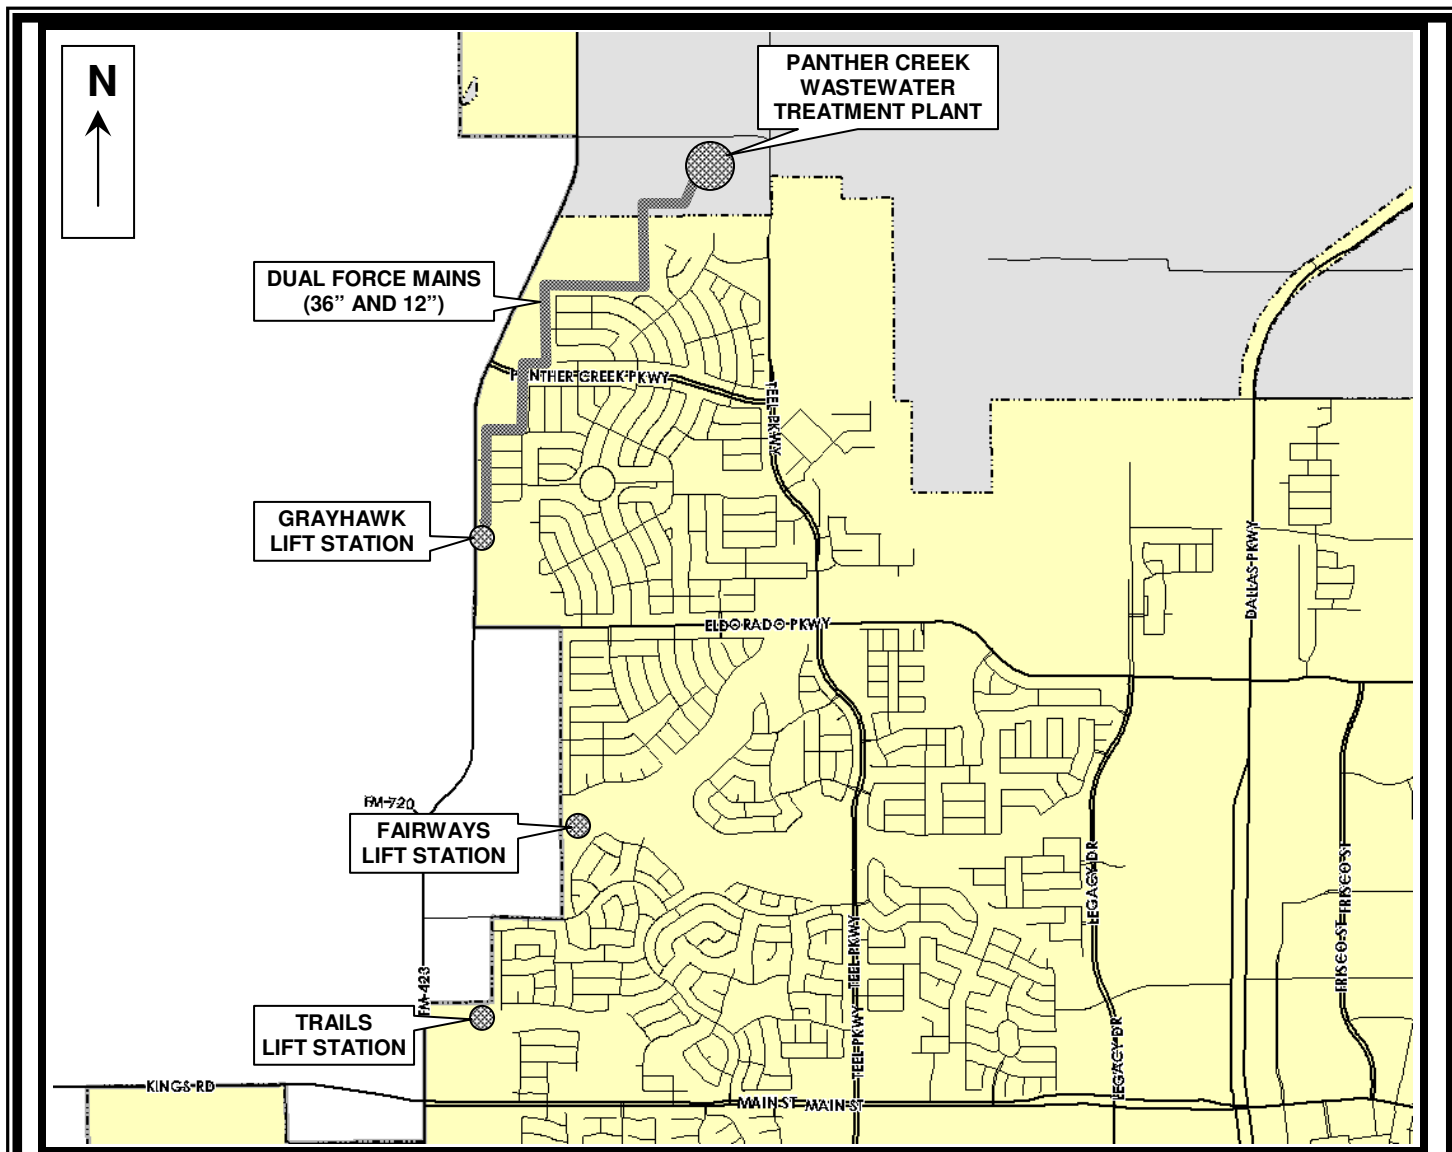 N
PANTHER CREEK
WASTEWATER
TREATMENT PLANT
DUAL FORCE MAINS
(36” AND 12”)
PANTHER CREEK PKWY
TEEL PKWY
GRAYHAWK
LIFT STATION
DALLAS PKWY
ELDORADO PKWY
FM 720
FAIRWAYS
LIFT STATION
LEGACY DR
FRISCO ST
FRISCO ST
TEEL PKWY
TEEL PKWY
FM 423
TRAILS
LIFT STATION
LEGACY DR
KINGS RD
MAIN ST
MAIN ST